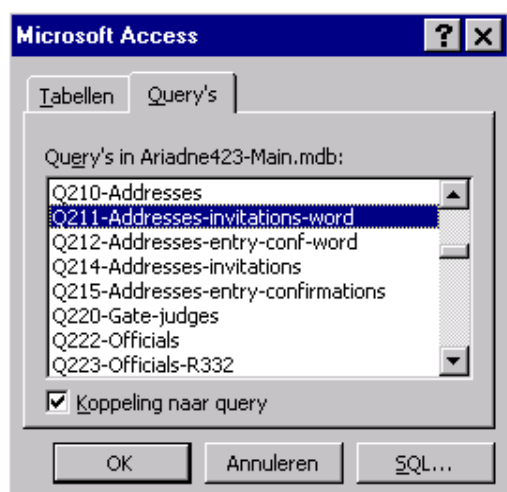 Microsoft Access ? X
Tabellen Query's
Query's in Ariadne423-Main.mdb:
Q210-Addresses
Q211-Addresses-invitations-word
Q212-Addresses-entry-conf-word
Q214-Addresses-invitations
Q215-Addresses-entry-confirmations
Q220-Gate-judges
Q222-Officials
Q223-Officials-R332
Koppeling naar query
OK Annuleren SQL...